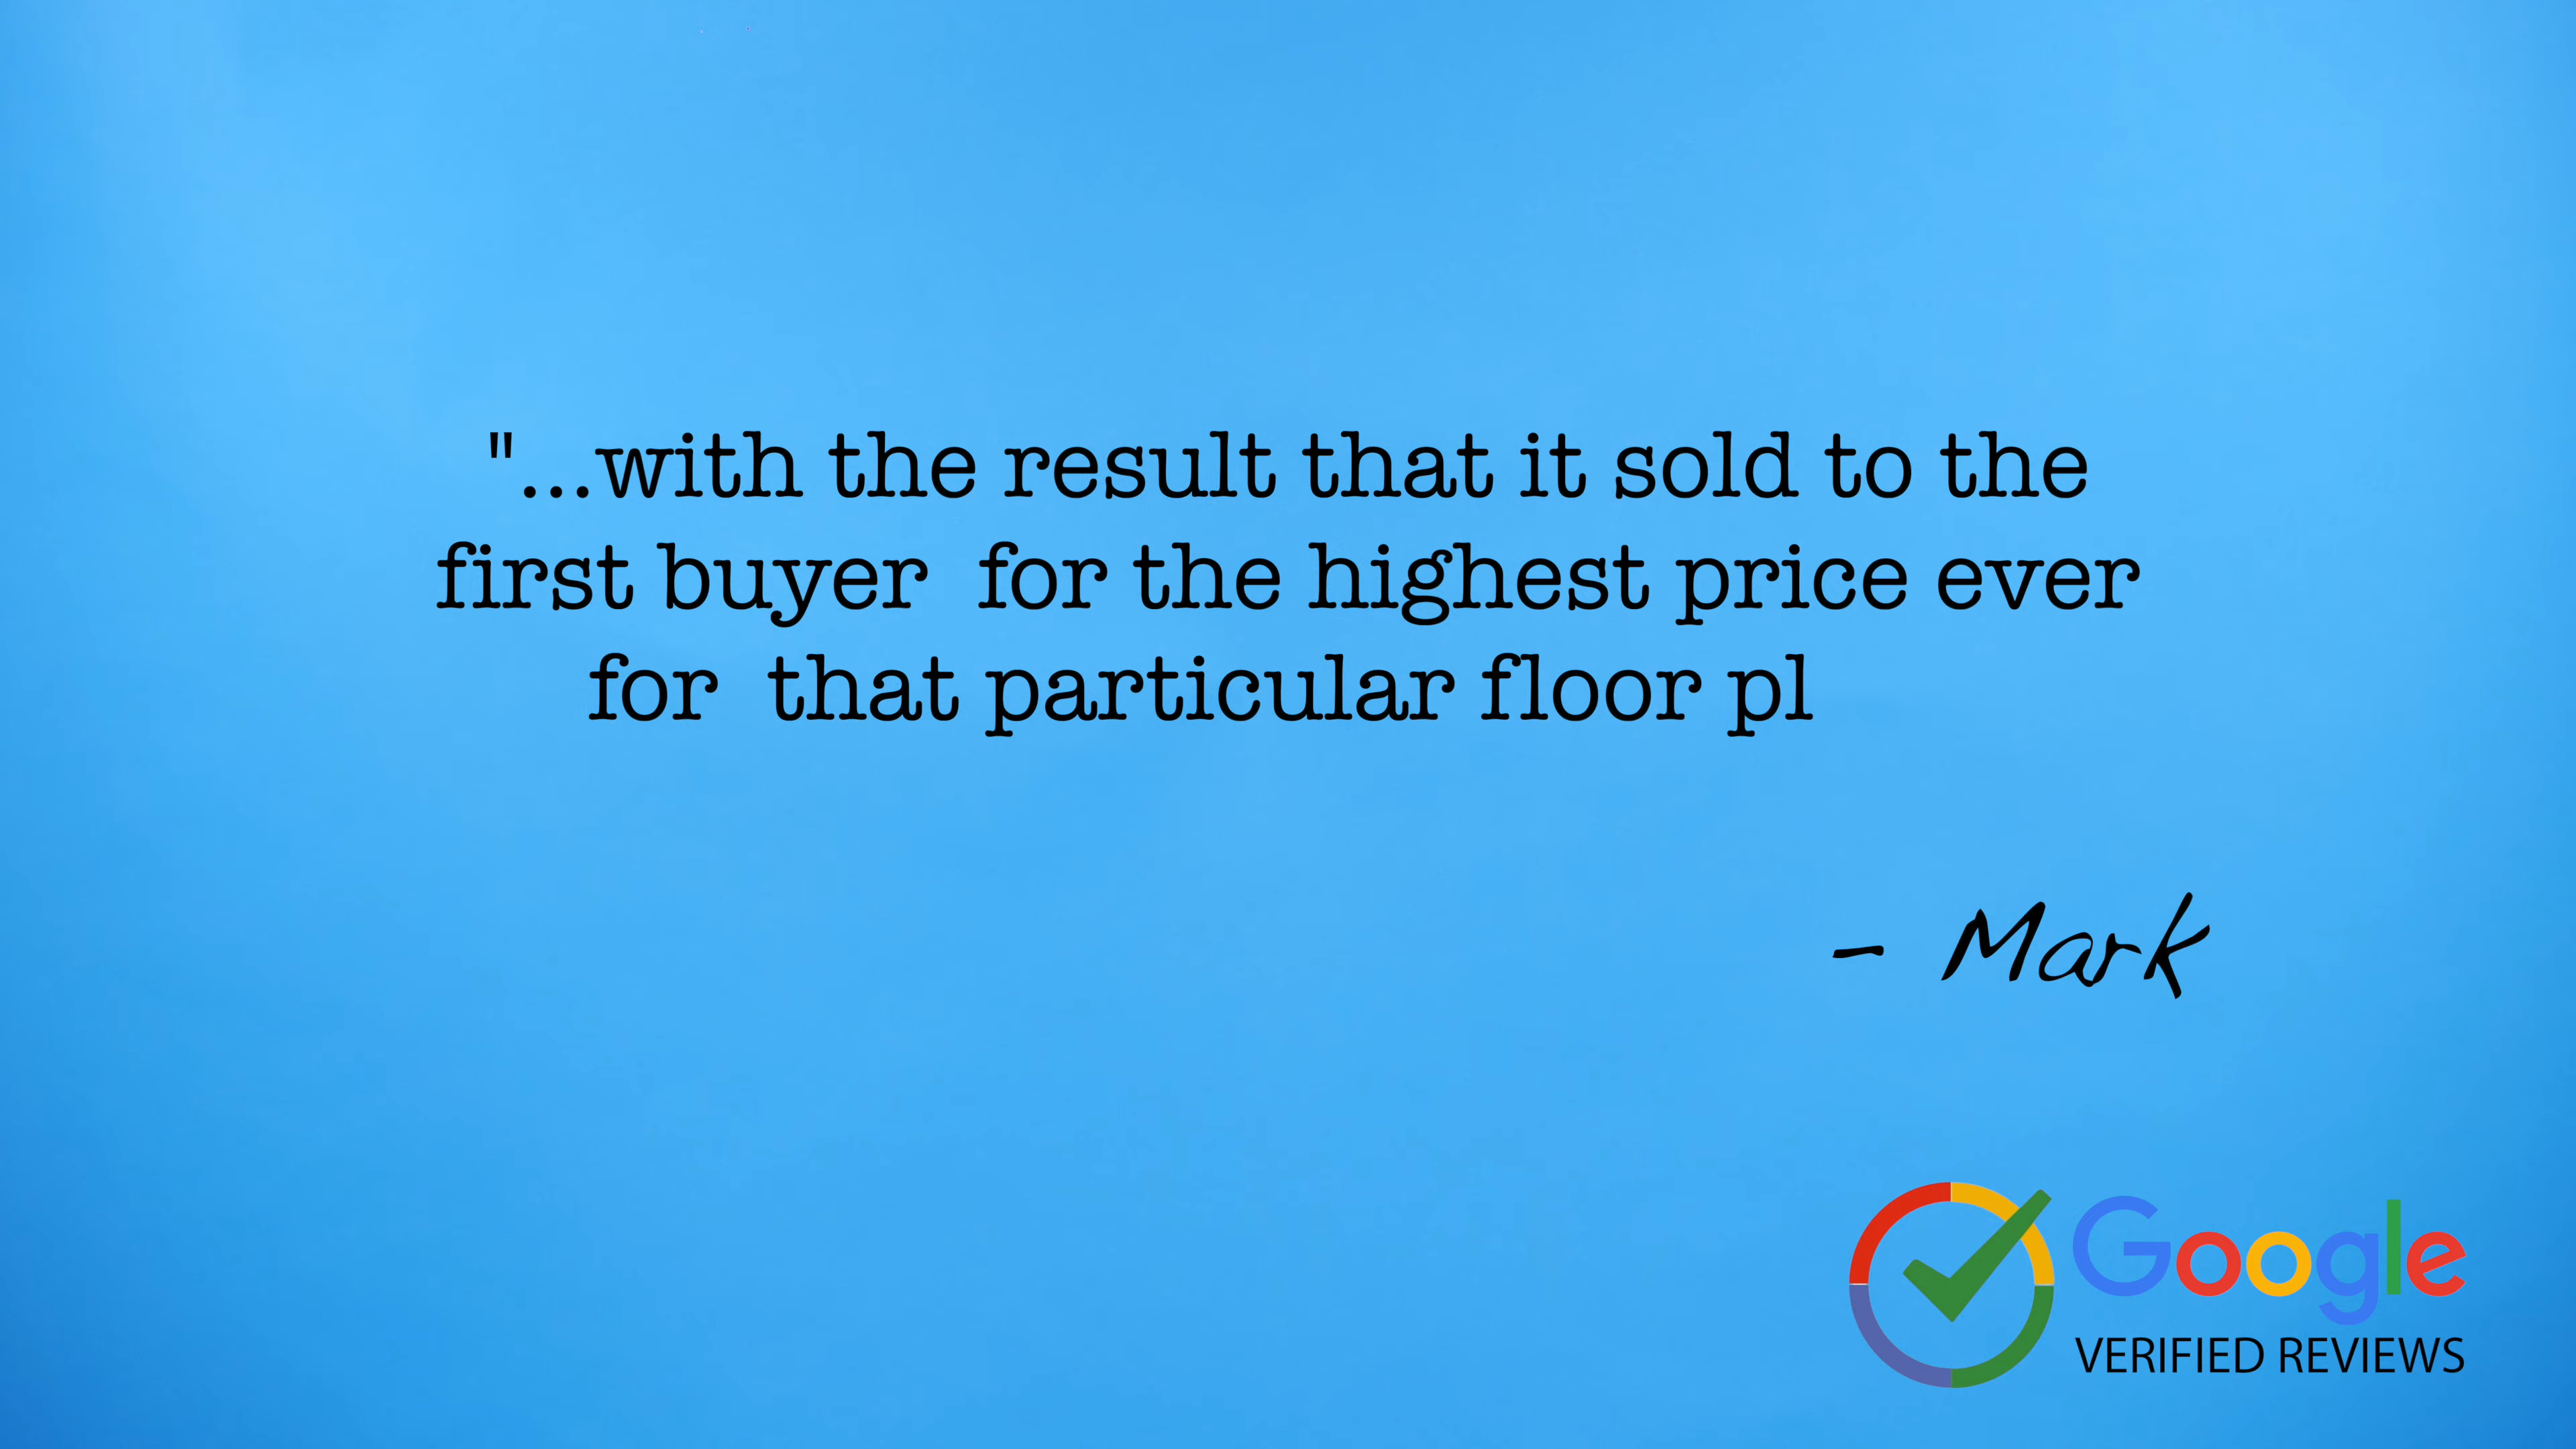 "...with the result that it sold to the
first buyer  for the highest price ever
for  that particular floor pl
- Mark
Google
VERIFIED REVIEWS